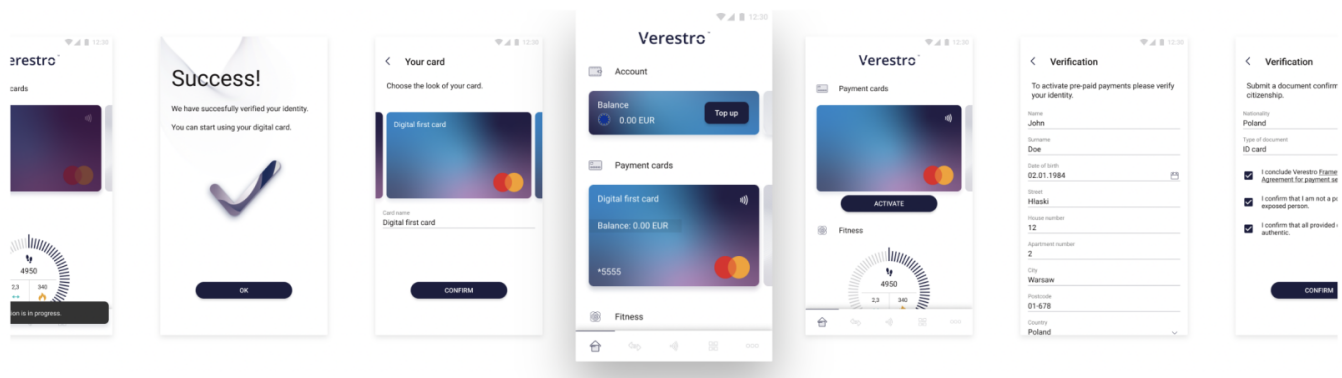 12:30
erestro
cards
4950
2,3
340
ion is in progress.
Success!
We have succesfully verified your identity.
You can start using your digital card.
OK
12:30
Your card
Choose the look of your card.
Digital first card
Card name
Digital first card
CONFIRM
12:30
Verestro
Account
Balance
0.00 EUR
Top up
Payment cards
Digital first card
Balance: 0.00 EUR
*5555
Fitness
12:30
Verestro
Payment cards
ACTIVATE
Fitness
4950
2,3
340
12:30
Verification
To activate pre-paid payments please verify
your identity.
Name
John
Surname
Doe
Date of birth
02.01.1984
Street
Hlaski
House number
12
Apartment number
2
City
Warsaw
Postcode
01-678
Country
Poland
Verification
Submit a document confirm
citizenship.
Nationality
Poland
Type of document
ID card
I conclude Verestro Frame
Agreement for payment se
I confirm that I am not a po
exposed person.
I confirm that all provided
authentic.
CONFIRM